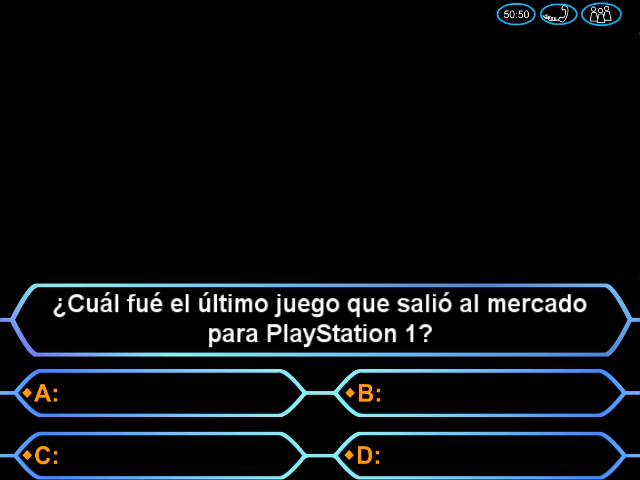 50:50
¿Cuál fué el último juego que salió al mercado
para PlayStation 1?
A:
B:
C:
D: